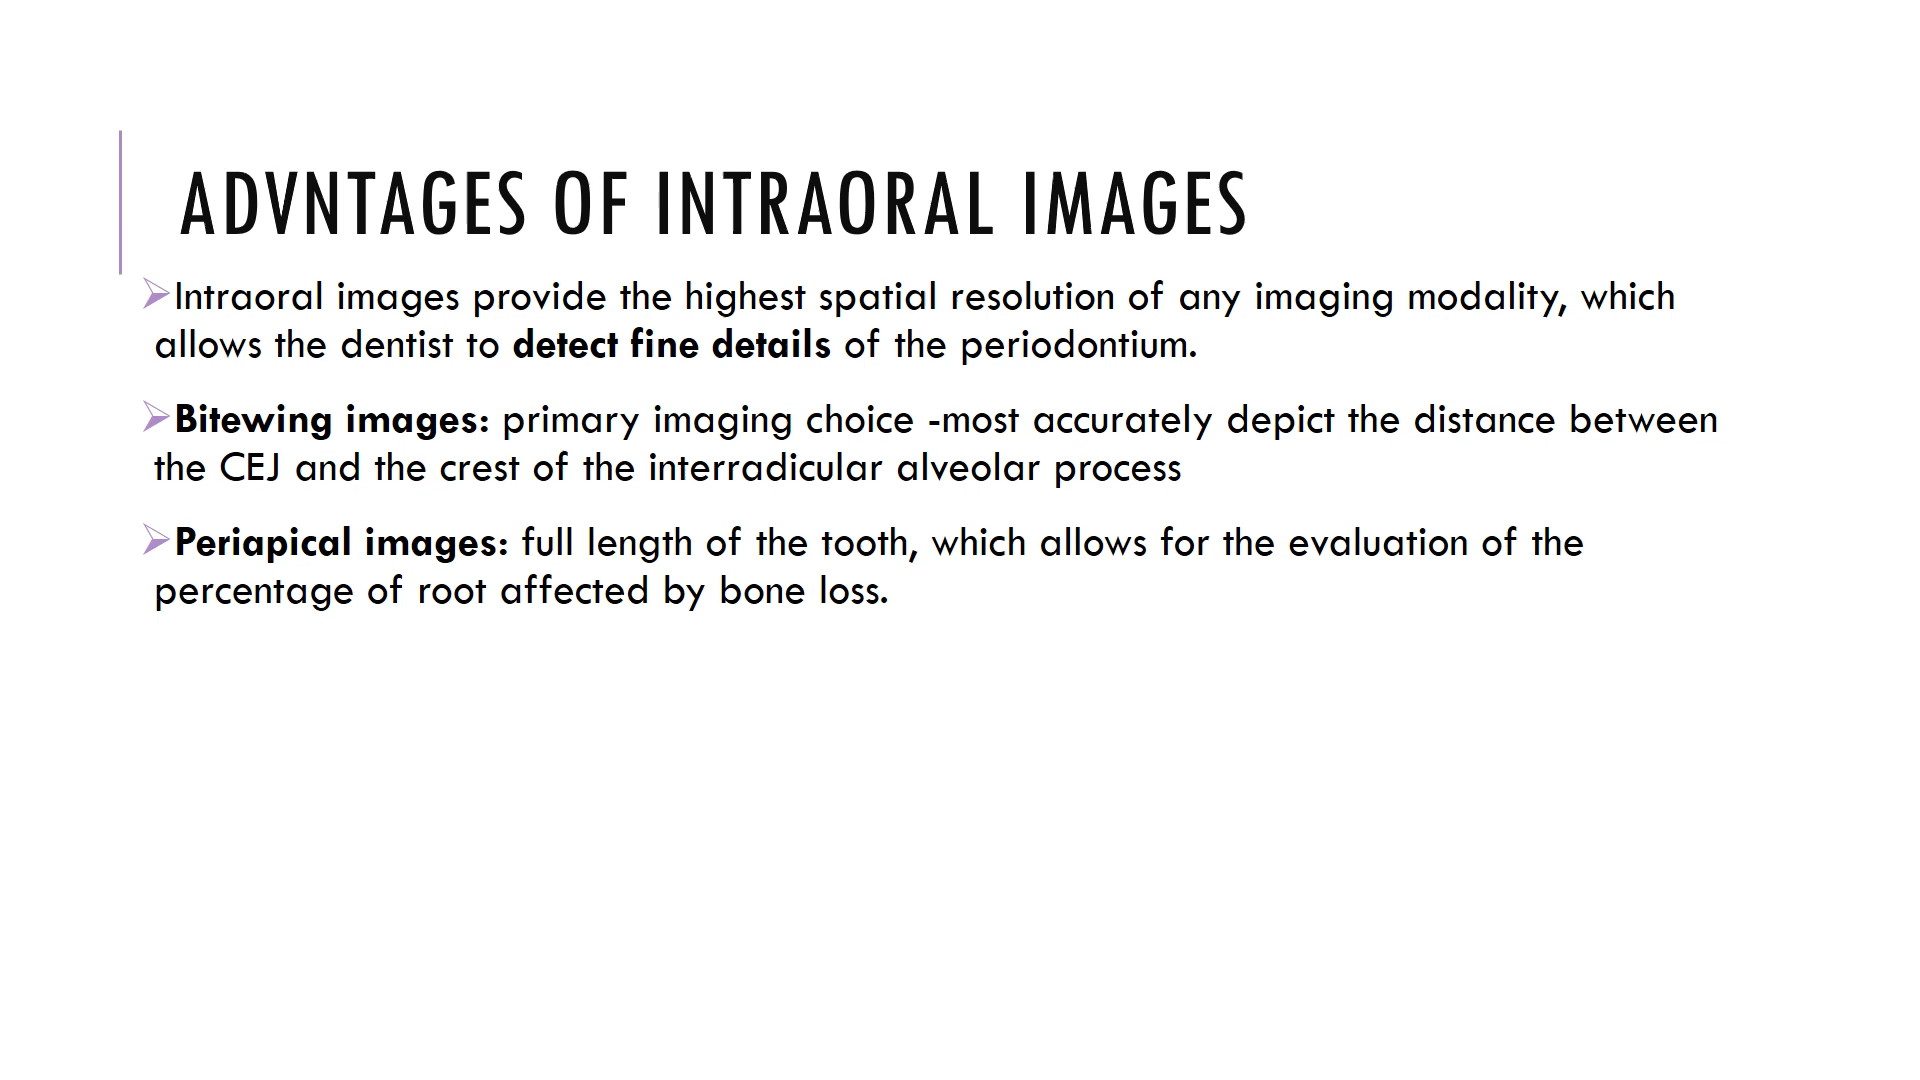 ADVNTAGES OF INTRAORAL IMAGES
Intraoral images provide the highest spatial resolution of any imaging modality, which
allows the dentist to detect fine details of the periodontium.
Bitewing images: primary imaging choice -most accurately depict the distance between
the CEJ and the crest of the interradicular alveolar process
Periapical images: full length of the tooth, which allows for the evaluation of the
percentage of root affected by bone loss.